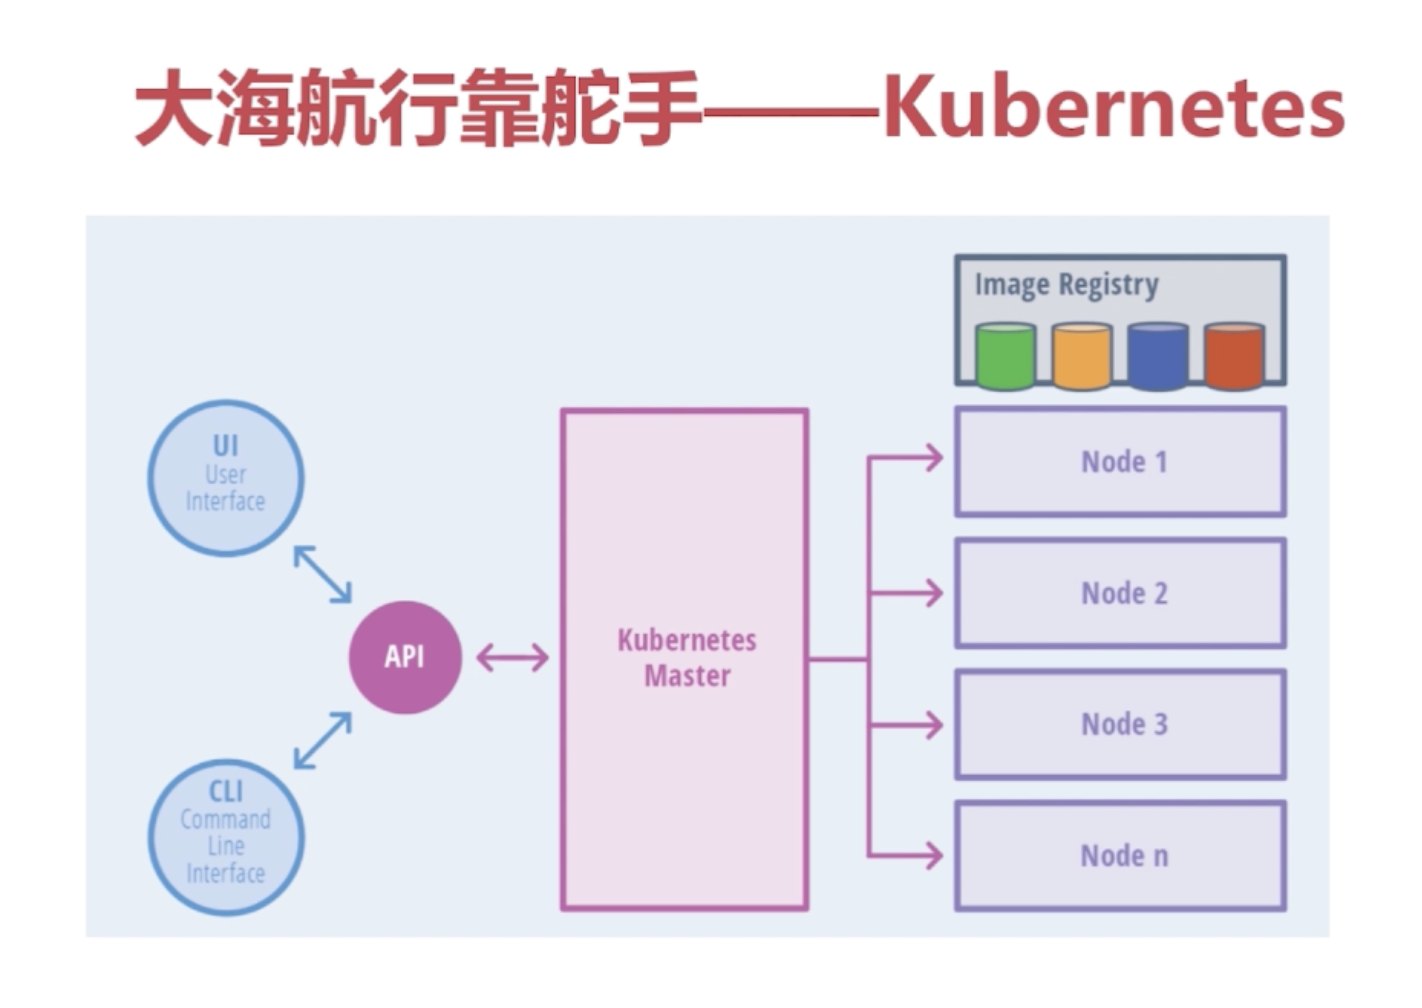 大海航行靠舵手——Kubernetes
Image Registry
UI
User
Interface
API
CLI
Command
Line
Interface
Kubernetes
Master
Node 1
Node 2
Node 3
Node n